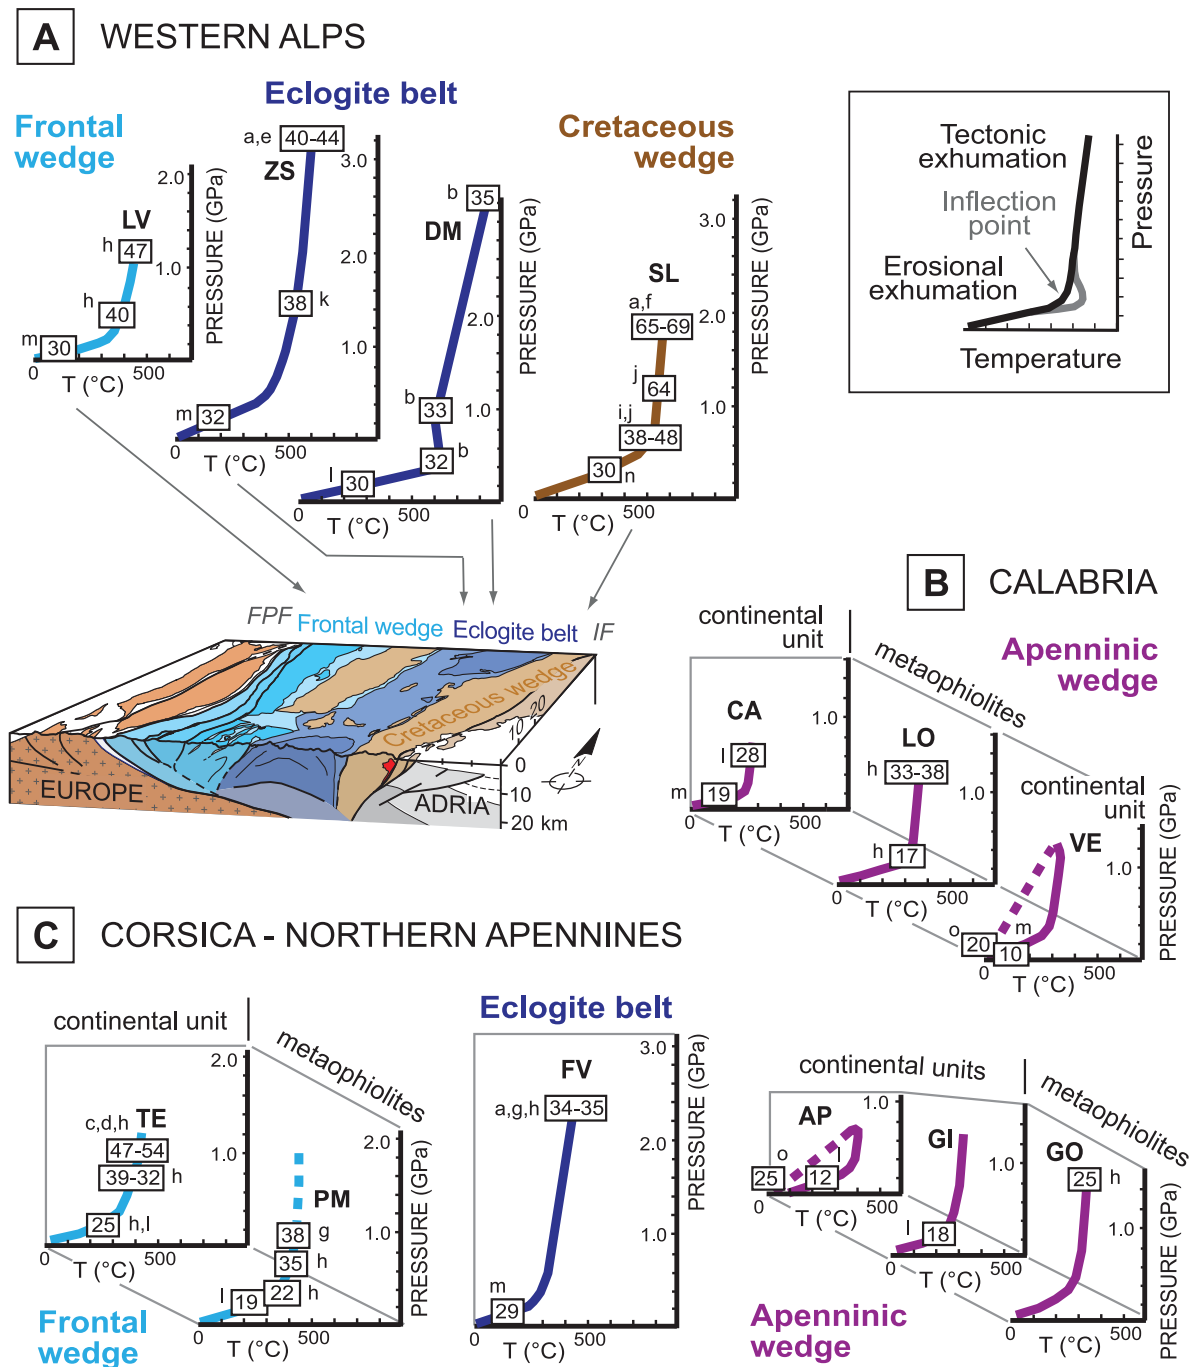 A WESTERN ALPS
Frontal
wedge
Eclogite belt
Cretaceous
wedge
LV
h 47
h 40
m 30
2.0
1.0
PRESSURE (GPa)
0 500
T (°C)
a,e 40-44
ZS
38 k
m 32
3.0
2.0
1.0
0 500
T (°C)
b 35
DM
b 33
32 b
l 30
PRESSURE (GPa)
2.0
1.0
0 500
T (°C)
SL
a,f
65-69
j 64
i,j
38-48
30 n
3.0
2.0
1.0
PRESSURE (GPa)
0 500
T (°C)
Tectonic
exhumation
Inflection
point
Erosional
exhumation
Pressure
Temperature
FPF Frontal wedge Eclogite belt IF
Cretaceous wedge
EUROPE
ADRIA
20
10
0
10
20 km
B CALABRIA
continental
unit
metaophiolites
Apenninic
wedge
continental
unit
CA
l 28
m 19
1.0
0 500
T (°C)
LO
h 33-38
h 17
1.0
0 500
T (°C)
VE
o 20
m 10
1.0
PRESSURE (GPa)
0 500
T (°C)
C CORSICA - NORTHERN APENNINES
continental unit
metaophiolites
TE
c,d,h
47-54
39-32 h
25 h,l
2.0
1.0
0 500
T (°C)
PM
38 g
35 h
22 h
l 19
2.0
1.0
PRESSURE (GPa)
0 500
T (°C)
Frontal
wedge
Eclogite belt
FV
a,g,h 34-35
m
29
3.0
2.0
1.0
PRESSURE (GPa)
0 500
T (°C)
continental units
metaophiolites
AP
o
25
l
12
1.0
0 500
T (°C)
GI
l 18
1.0
0 500
T (°C)
GO
25 h
1.0
PRESSURE (GPa)
0 500
T (°C)
Apenninic
wedge